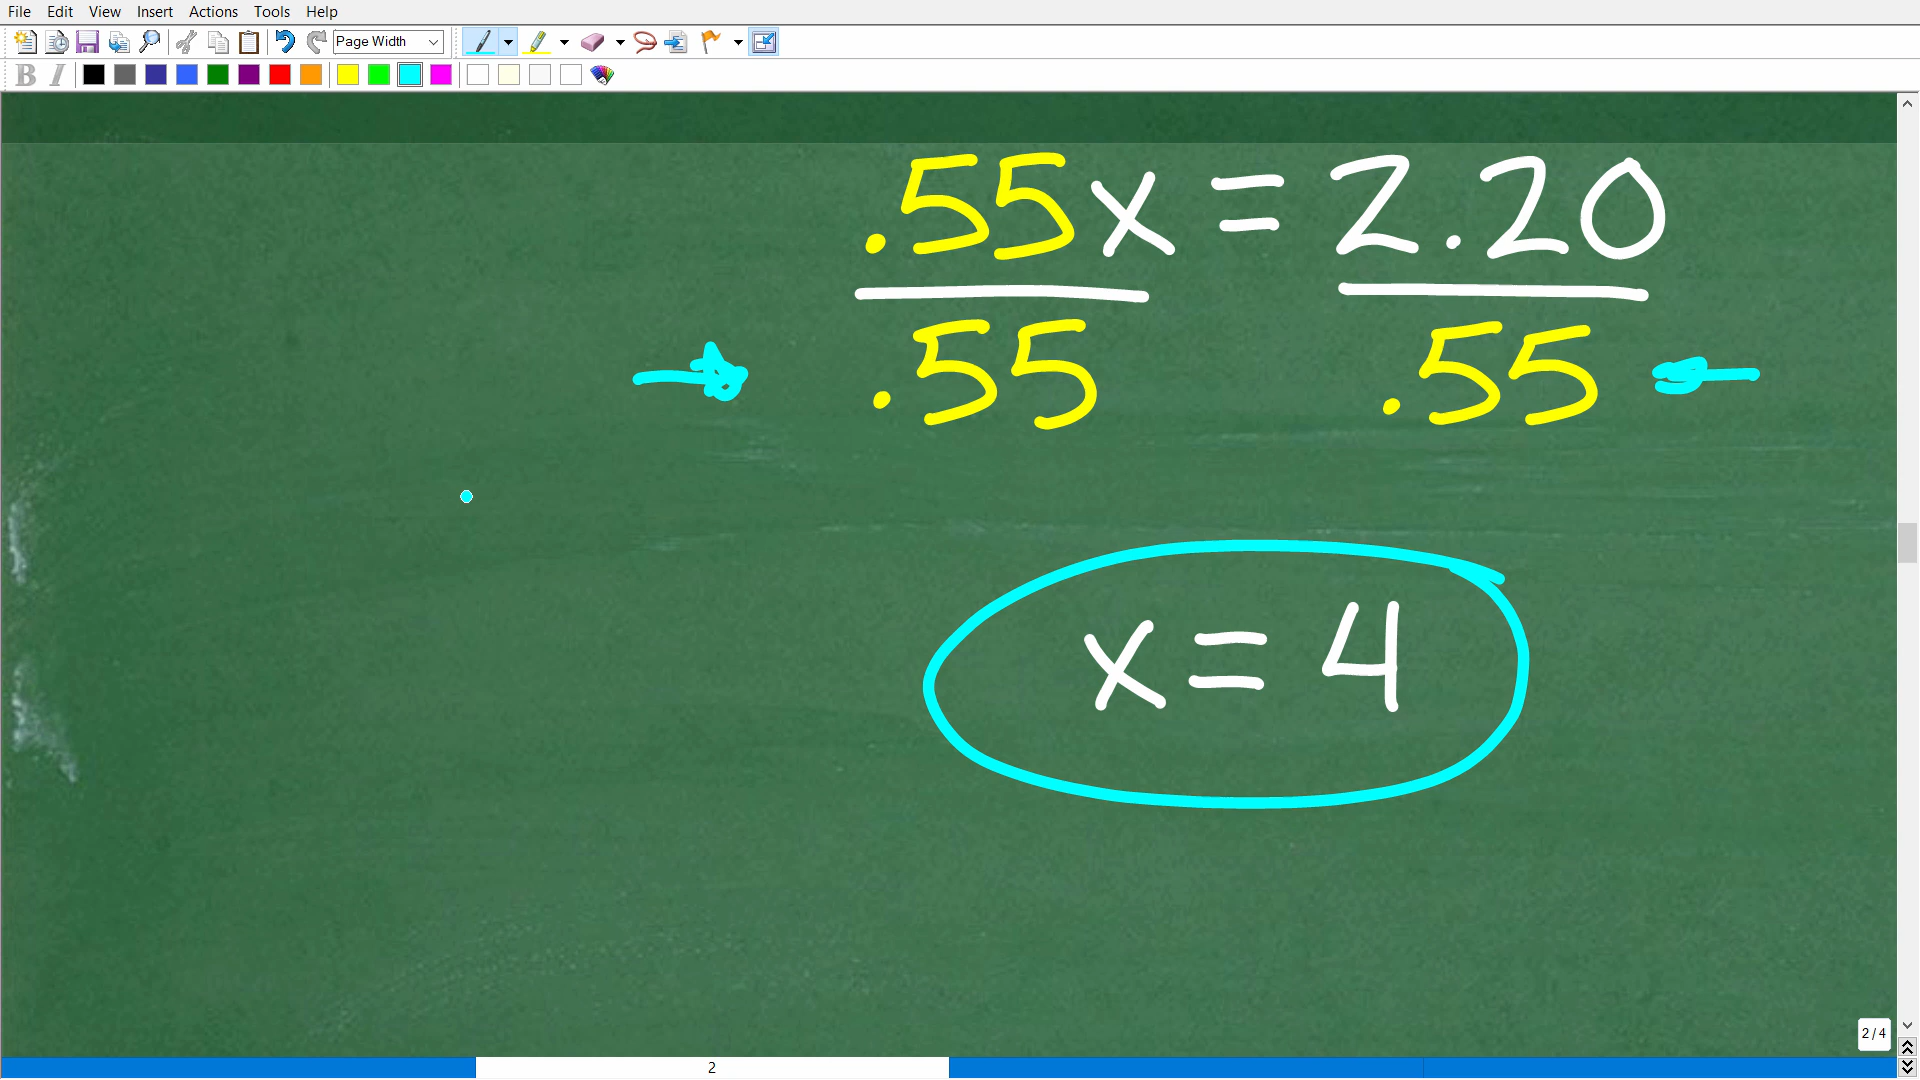 File Edit View Insert Actions Tools Help
Page Width
B I
.55x = 2.20
.55 .55
x = 4
2 / 4
2